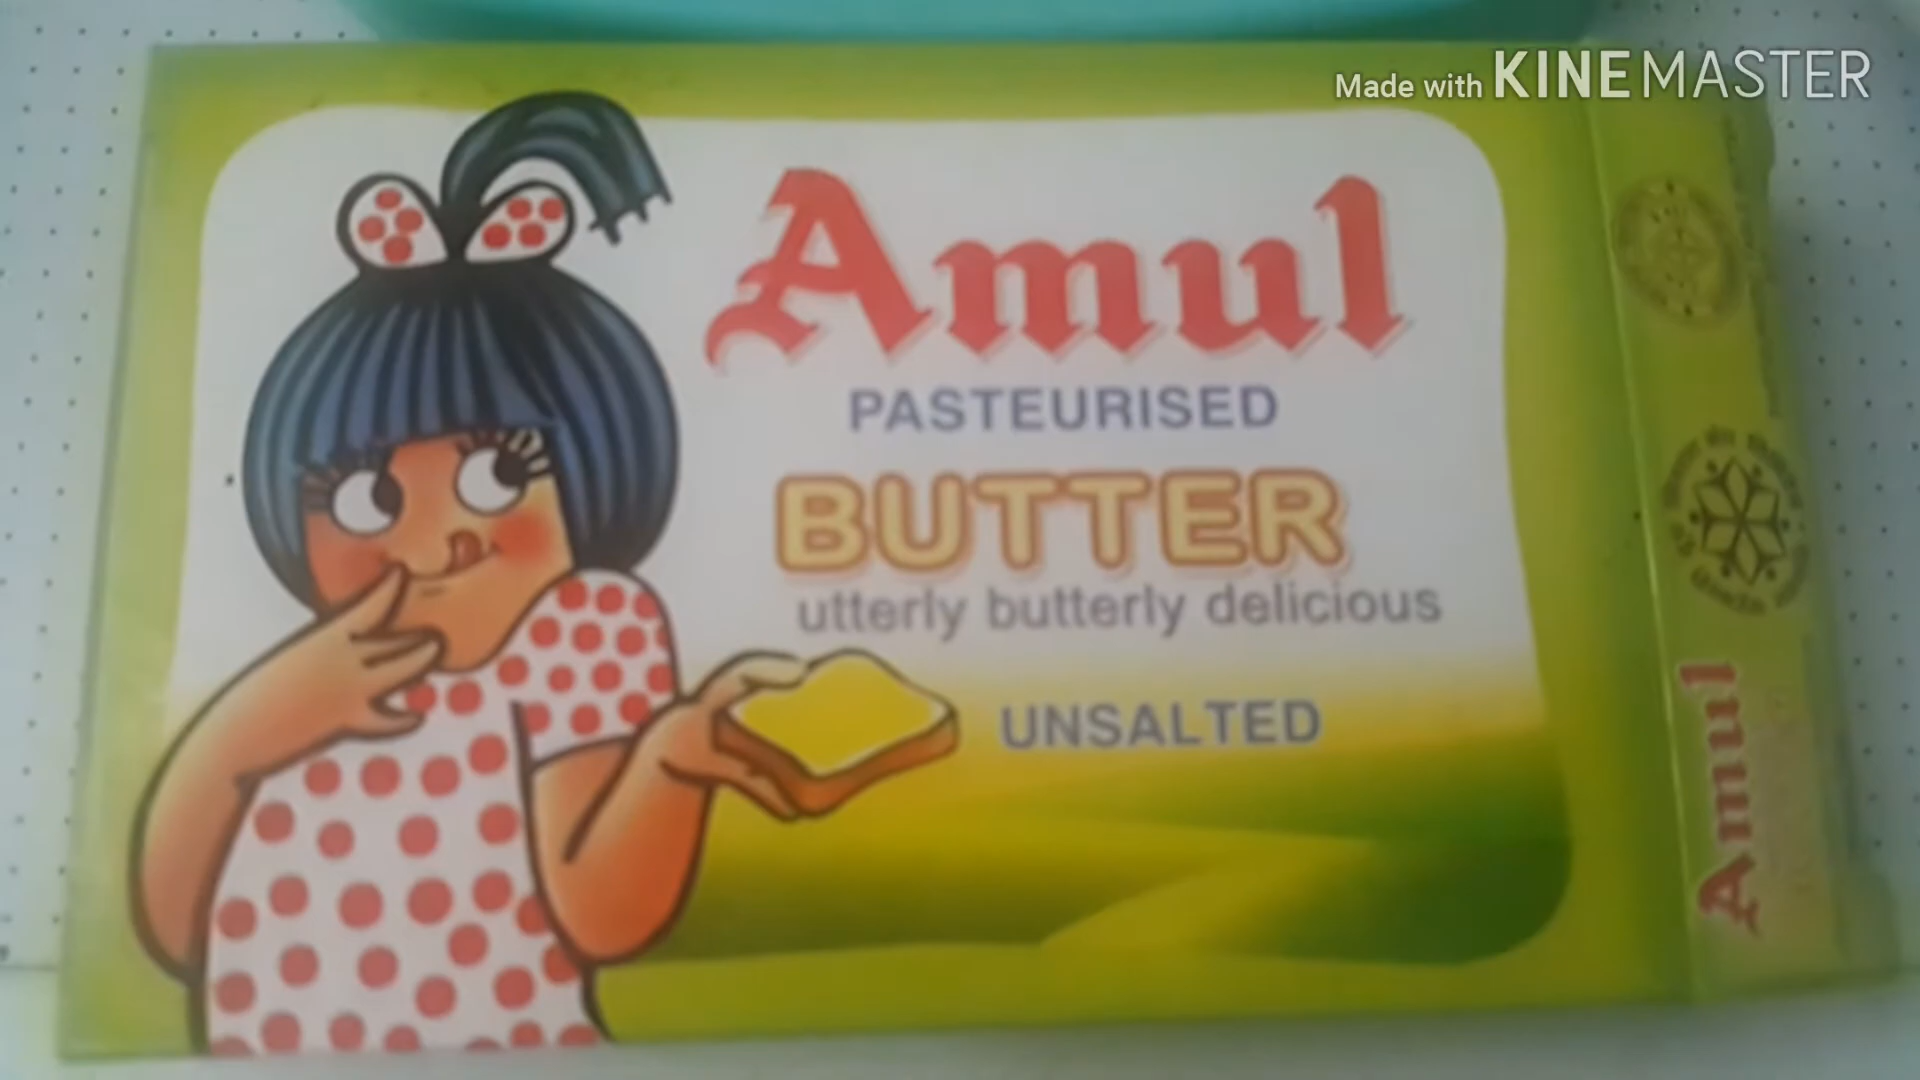 Made with KINEMASTER
Amul
PASTEURISED
BUTTER
utterly butterly delicious
UNSALTED
Amul